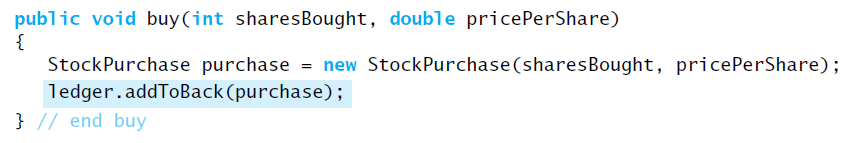 public void buy(int sharesBought, double pricePerShare)
{
StockPurchase purchase = new StockPurchase(sharesBought, pricePerShare);
ledger.addToBack(purchase);
} // end buy